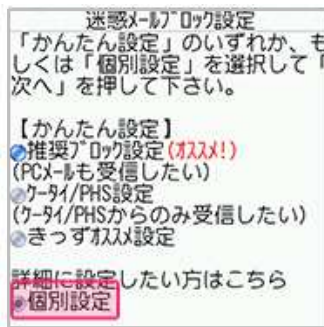 迷惑ﾒｰﾙﾌﾞﾛｯｸ設定
「かんたん設定」のいずれか、も
しくは「個別設定」を選択して「
次へ」を押して下さい。
【かんたん設定】
推奨ﾌﾞﾛｯｸ設定(ｵｽｽﾒ!)
(PCﾒｰﾙも受信したい)
ｹｰﾀｲ/PHS設定
(ｹｰﾀｲ/PHSからのみ受信したい)
きっずｵｽｽﾒ設定
詳細に設定したい方はこちら
個別設定